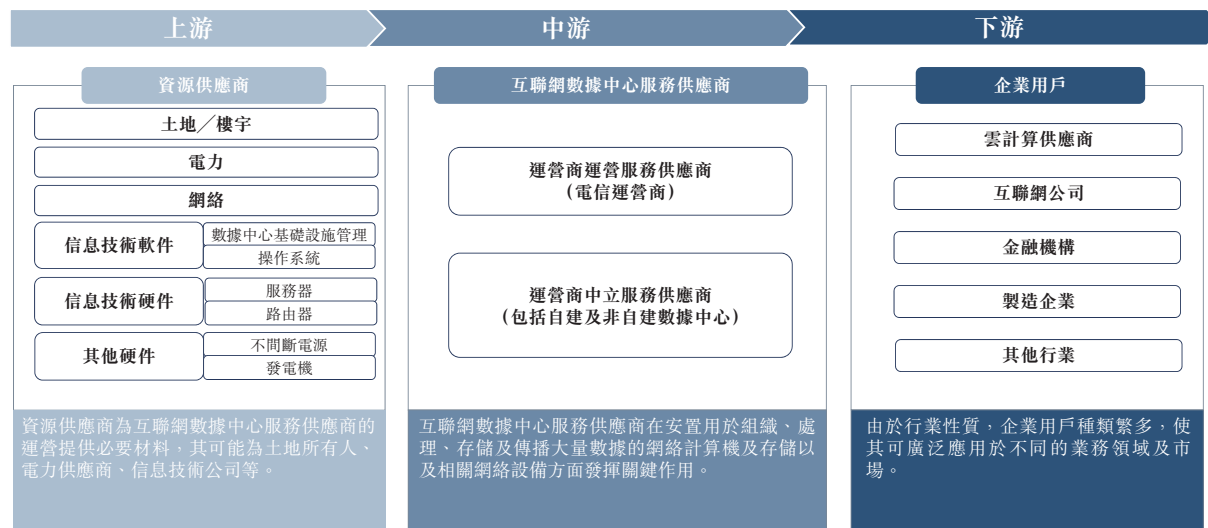 上游
中游
下游
資源供應商
土地／樓宇
電力
網絡
信息技術軟件
數據中心基礎設施管理
操作系統
信息技術硬件
服務器
路由器
其他硬件
不間斷電源
發電機
資源供應商為互聯網數據中心服務供應商的
運營提供必要材料，其可能為土地所有人、
電力供應商、信息技術公司等。
互聯網數據中心服務供應商
運營商運營服務供應商
(電信運營商)
運營商中立服務供應商
(包括自建及非自建數據中心)
互聯網數據中心服務供應商在安置用於組織、處
理、存儲及傳播大量數據的網絡計算機及存儲以
及相關網絡設備方面發揮關鍵作用。
企業用戶
雲計算供應商
互聯網公司
金融機構
製造企業
其他行業
由於行業性質，企業用戶種類繁多，使
其可廣泛應用於不同的業務領域及市
場。